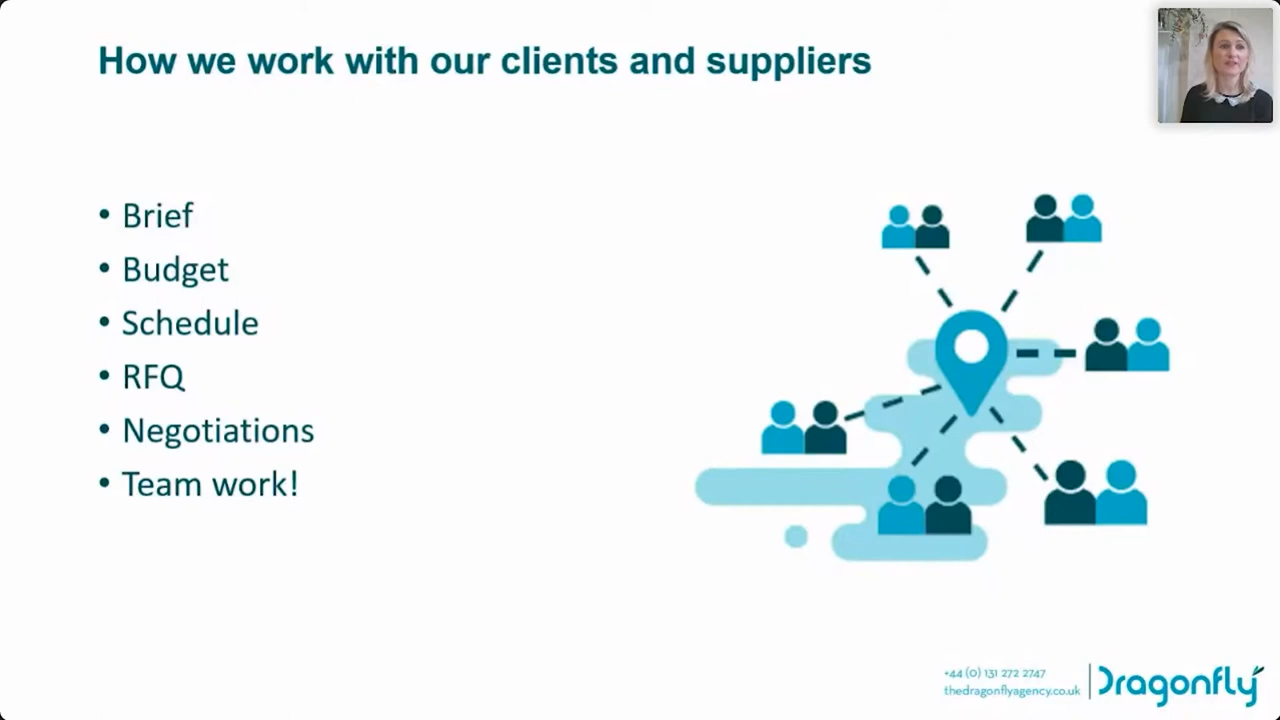 How we work with our clients and suppliers
• Brief
• Budget
• Schedule
• RFQ
• Negotiations
• Team work!
+44 (0) 131 272 2747
thedragonflyagency.co.uk
Dragonfly